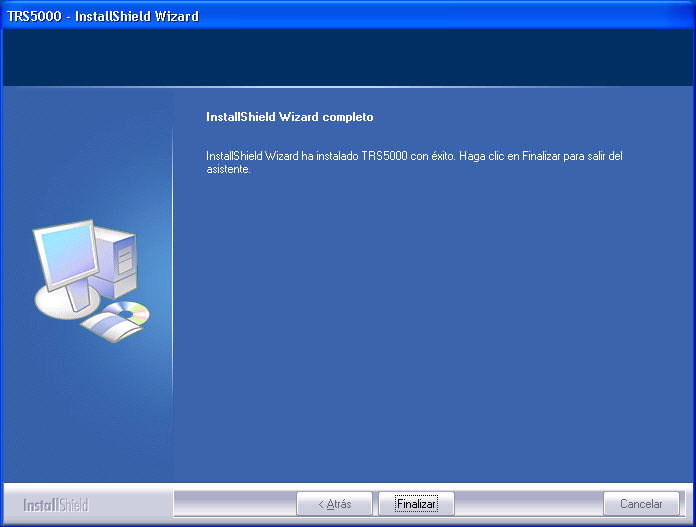 TRS5000 - InstallShield Wizard
InstallShield Wizard completo
InstallShield Wizard ha instalado TRS5000 con éxito. Haga clic en Finalizar para salir del
asistente.
InstallShield
< Atrás
Finalizar
Cancelar